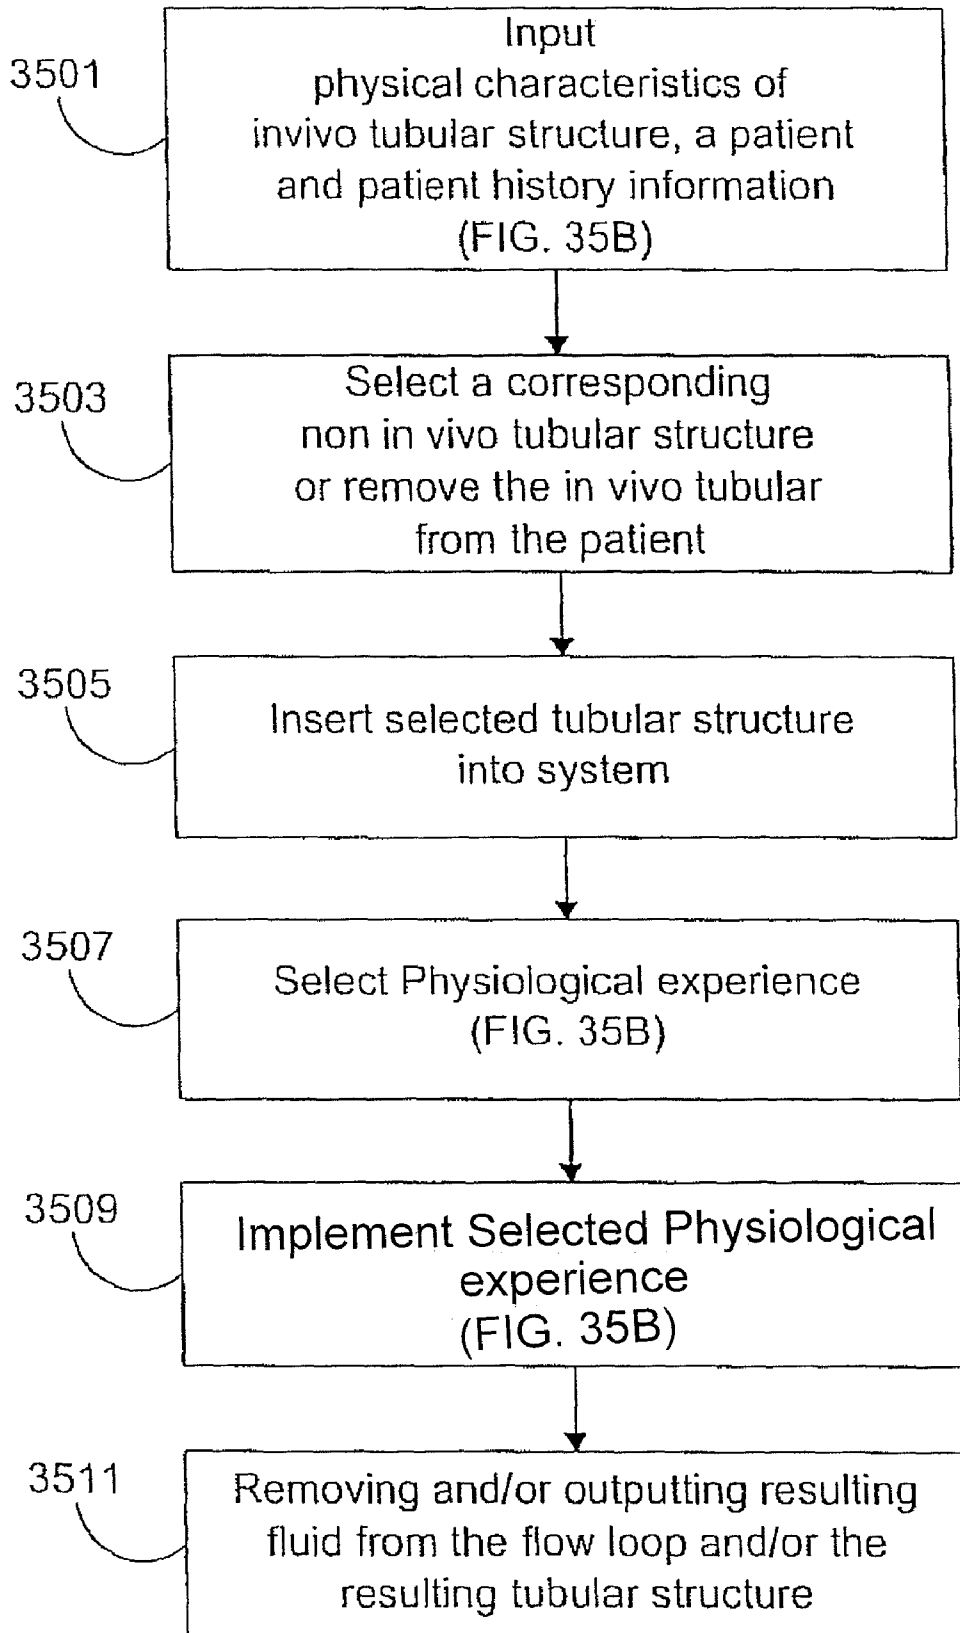 3501
Input
physical characteristics of
invivo tubular structure, a patient
and patient history information
(FIG. 35B)
3503
Select a corresponding
non in vivo tubular structure
or remove the in vivo tubular
from the patient
3505
Insert selected tubular structure
into system
3507
Select Physiological experience
(FIG. 35B)
3509
Implement Selected Physiological
experience
(FIG. 35B)
3511
Removing and/or outputting resulting
fluid from the flow loop and/or the
resulting tubular structure